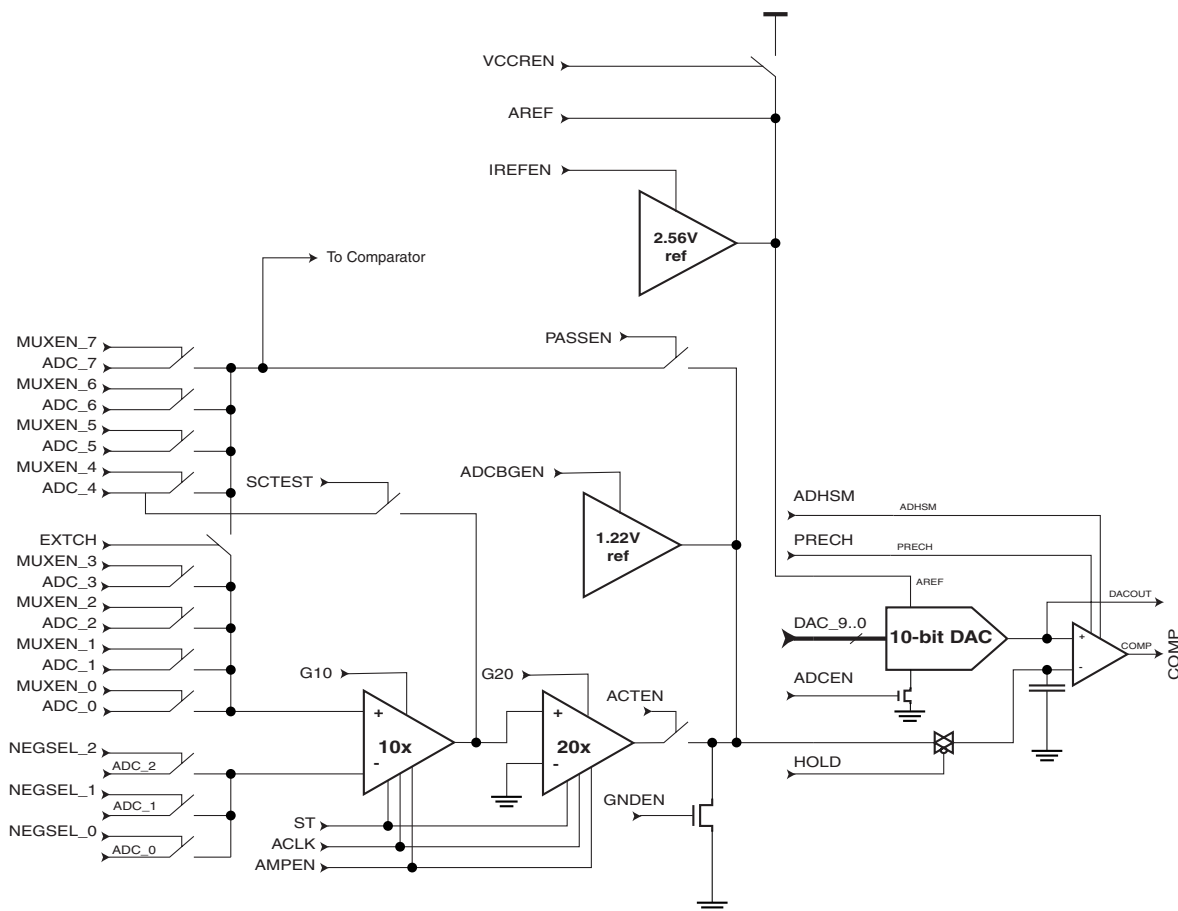 VCCREN
AREF
IREFEN
2.56V
ref
To Comparator
MUXEN_7
ADC_7
MUXEN_6
ADC_6
MUXEN_5
ADC_5
MUXEN_4
ADC_4
PASSEN
SCTEST
ADCBGEN
1.22V
ref
EXTCH
MUXEN_3
ADC_3
MUXEN_2
ADC_2
MUXEN_1
ADC_1
MUXEN_0
ADC_0
ADHSM
ADHSM
PRECH
PRECH
AREF
DACOUT
DAC_9..0
10-bit DAC
+
-
COMP
COMP
ADCEN
HOLD
G10
+
10x
-
G20
+
20x
-
ACTEN
NEGSEL_2
ADC_2
NEGSEL_1
ADC_1
NEGSEL_0
ADC_0
ST
ACLK
AMPEN
GNDEN